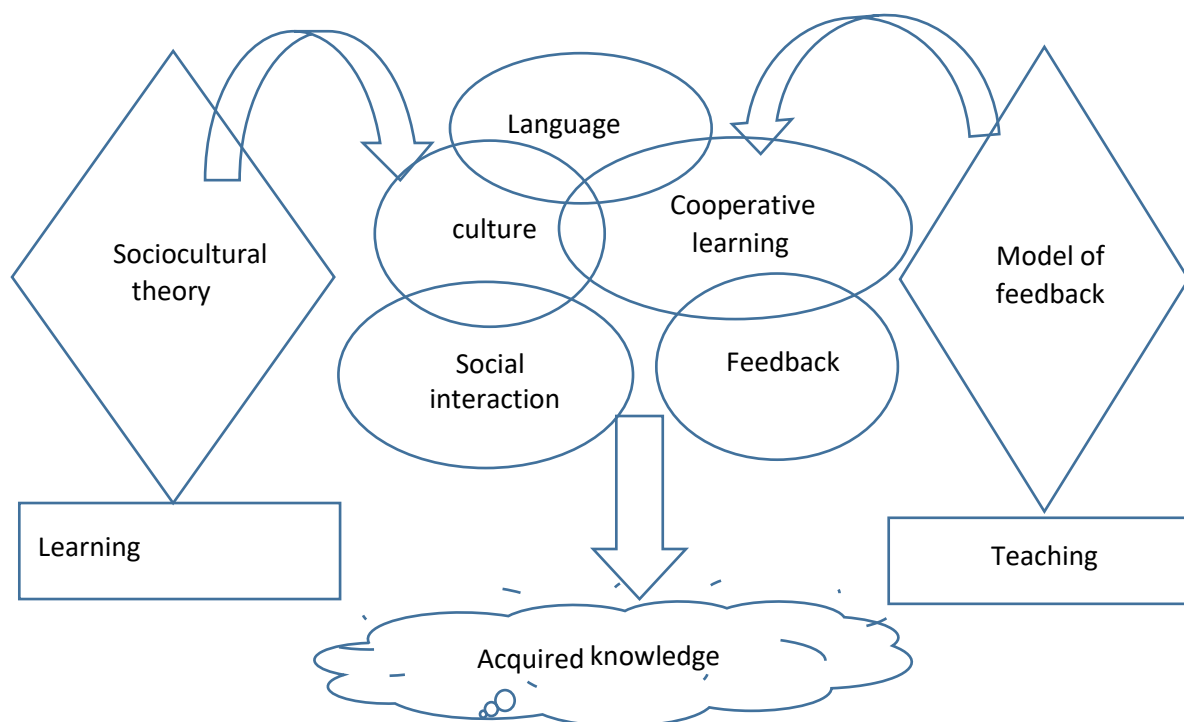 Language
culture
Cooperative
learning
Sociocultural
theory
Model of
feedback
Social
interaction
Feedback
Learning
Teaching
Acquired knowledge